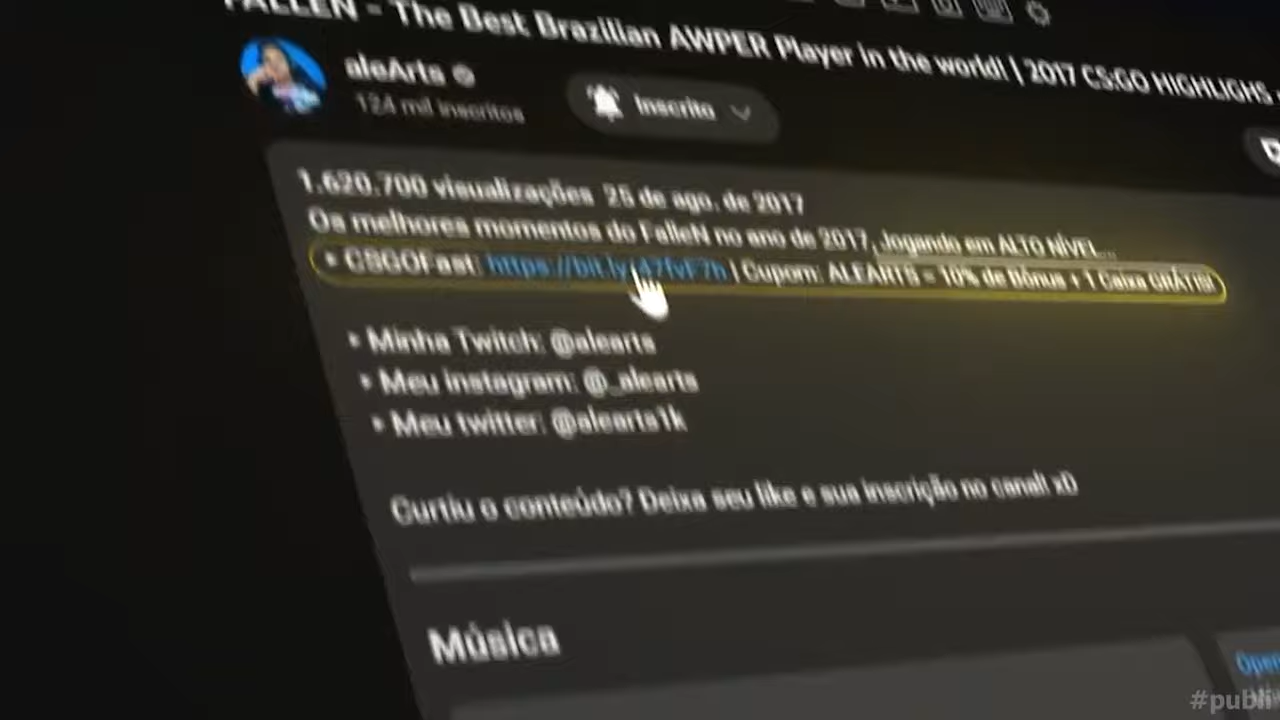 FALLEN - The Best Brazilian AWPER Player in the world! | 2017 CS:GO HIGHLIGHS
aleArts
124 mil inscritos
Inscrito
1.620.700 visualizações 25 de ago. de 2017
Os melhores momentos do FalleN no ano de 2017, Jogando em ALTO NÍVEL...
• CSGOFast: | Cupom: ALEARTS = 10% de Bônus + 1 Caixa GRÁTIS!
• Minha Twitch: @alearts
• Meu instagram: @_alearts
• Meu twitter: @alearts1k
Curtiu o conteúdo? Deixa seu like e sua inscrição no canal! xD
Música
#publi